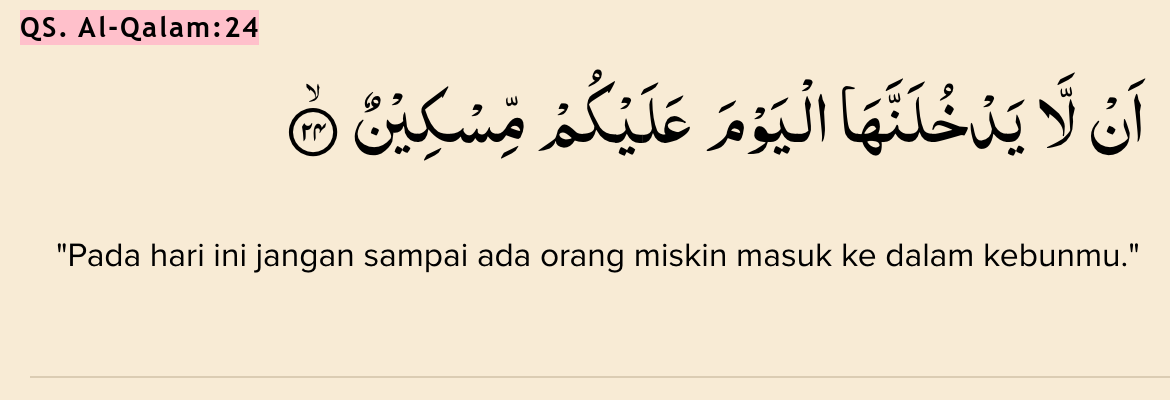 QS. Al-Qalam:24
اَنْ لَّا يَدْخُلَنَّهَا الْيَوْمَ عَلَيْكُمْ مِّسْكِيْنٌۙ ٢٤
"Pada hari ini jangan sampai ada orang miskin masuk ke dalam kebunmu."